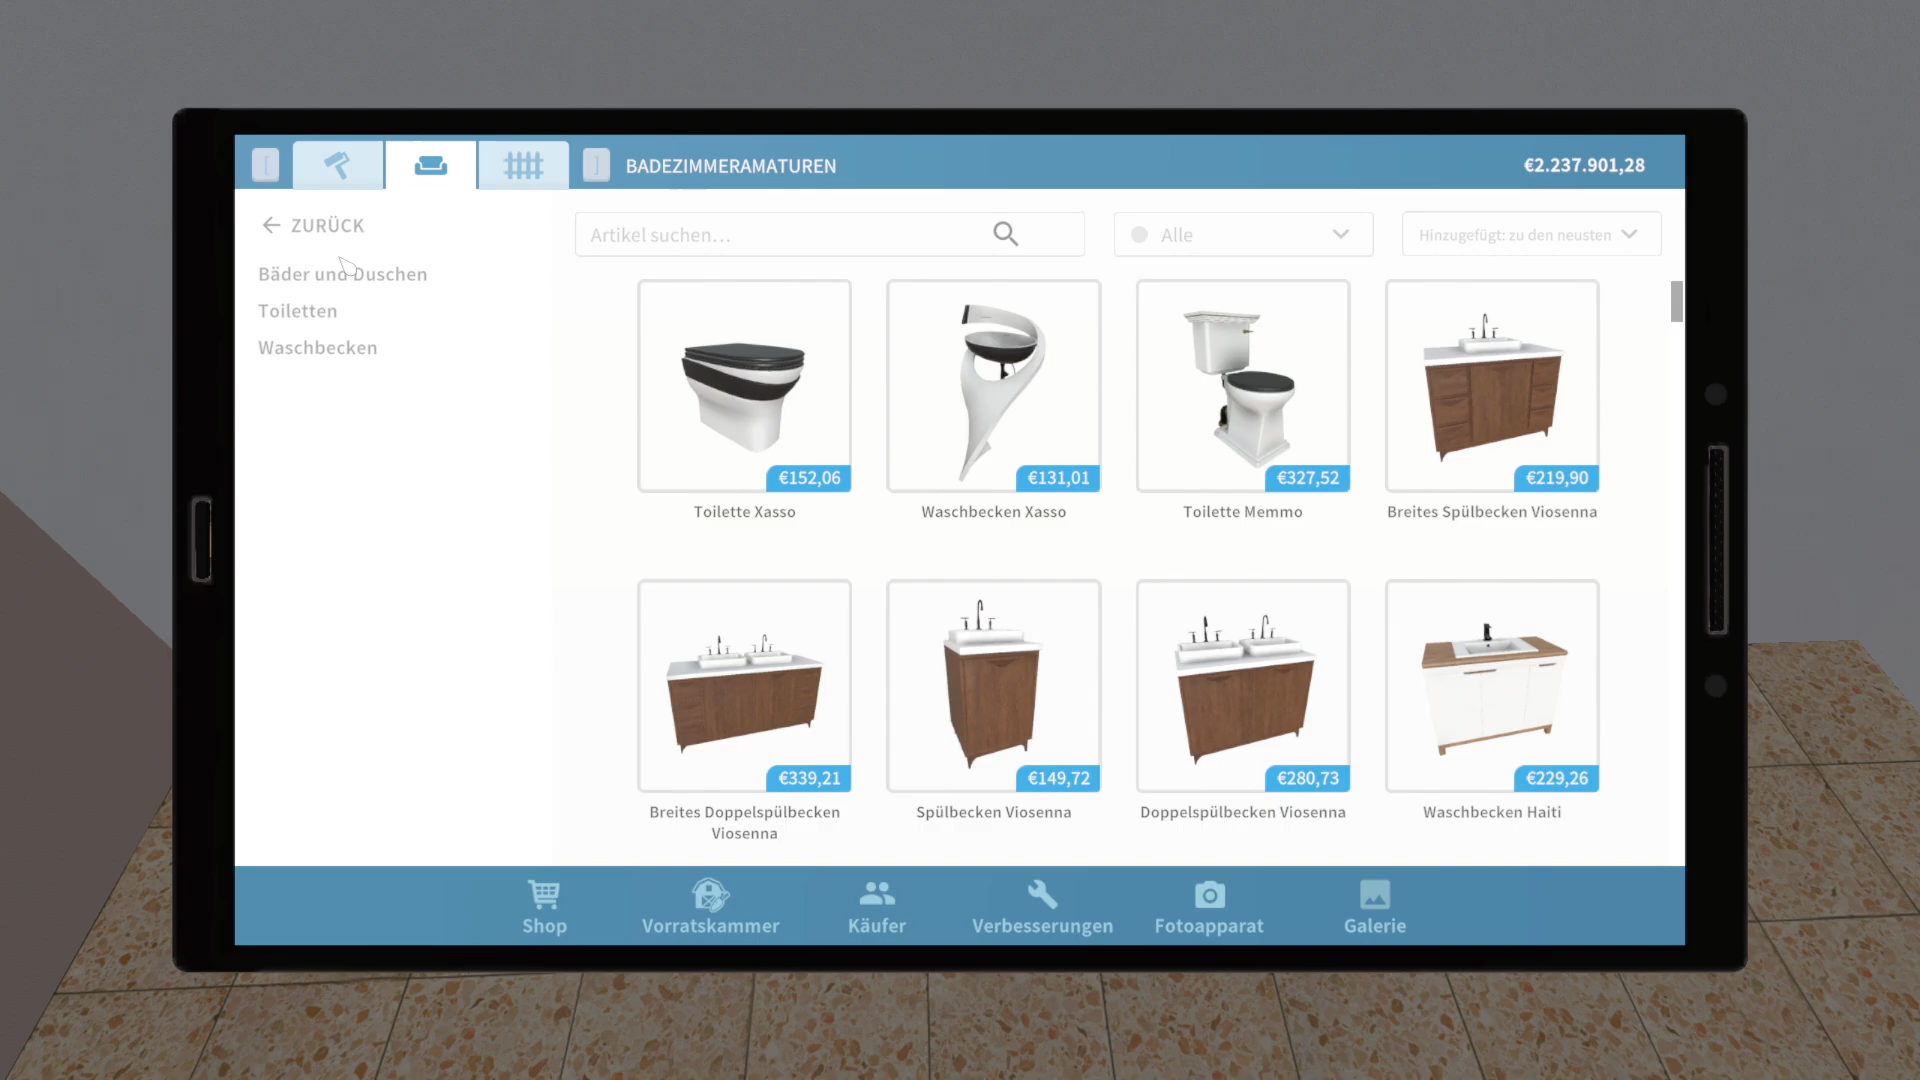 BADEZIMMERAMATUREN
€2.237.901,28
ZURÜCK
Bäder und Duschen
Toiletten
Waschbecken
Artikel suchen...
Alle
Hinzugefügt: zu den neusten
€152,06
€131,01
€327,52
€219,90
Toilette Xasso
Waschbecken Xasso
Toilette Memmo
Breites Spülbecken Viosenna
€339,21
€149,72
€280,73
€229,26
Breites Doppelspülbecken
Viosenna
Spülbecken Viosenna
Doppelspülbecken Viosenna
Waschbecken Haiti
Shop
Vorratskammer
Käufer
Verbesserungen
Fotoapparat
Galerie